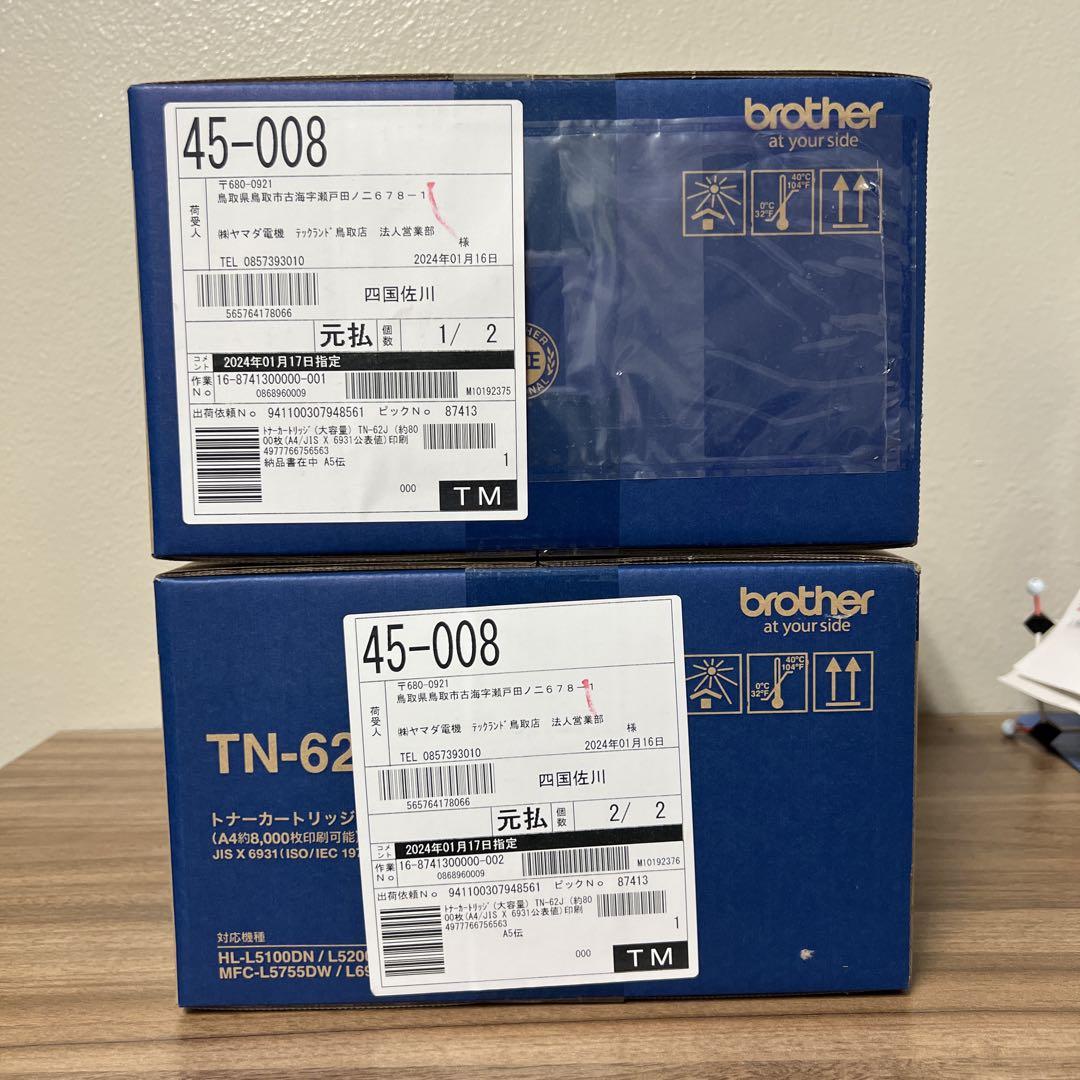 brother
at your side
40℃
104°F
0℃
32°F
45-008
〒680-0921
鳥取県鳥取市古海字瀬戸田ノ二678-1
荷受人
㈱ヤマダ電機 テックランド鳥取店 法人営業部
様
TEL 0857393010
2024年01月16日
565764178066
四国佐川
元払
個数
1/ 2
コメント
2024年01月17日指定
作業No
16-8741300000-001
0868960009
M10192375
出荷依頼No 941100307948561 ピックNo 87413
トナーカートリッジ(大容量) TN-62J (約80
00枚(A4/JIS X 6931公表値)印刷
4977766756563
納品書在中 A5伝
1
000
TM
brother
at your side
40℃
104°F
0℃
32°F
45-008
〒680-0921
鳥取県鳥取市古海字瀬戸田ノ二678-1
荷受人
㈱ヤマダ電機 テックランド鳥取店 法人営業部
様
TEL 0857393010
2024年01月16日
565764178066
四国佐川
元払
個数
2/ 2
コメント
2024年01月17日指定
作業No
16-8741300000-002
0868960009
M10192376
出荷依頼No 941100307948561 ピックNo 87413
トナーカートリッジ(大容量) TN-62J (約80
00枚(A4/JIS X 6931公表値)印刷
4977766756563
A5伝
1
000
TM
TN-62
トナーカートリッジ
(A4約8,000枚印刷可能)
JIS X 6931(ISO/IEC 197
対応機種
HL-L5100DN / L520
MFC-L5755DW / L6